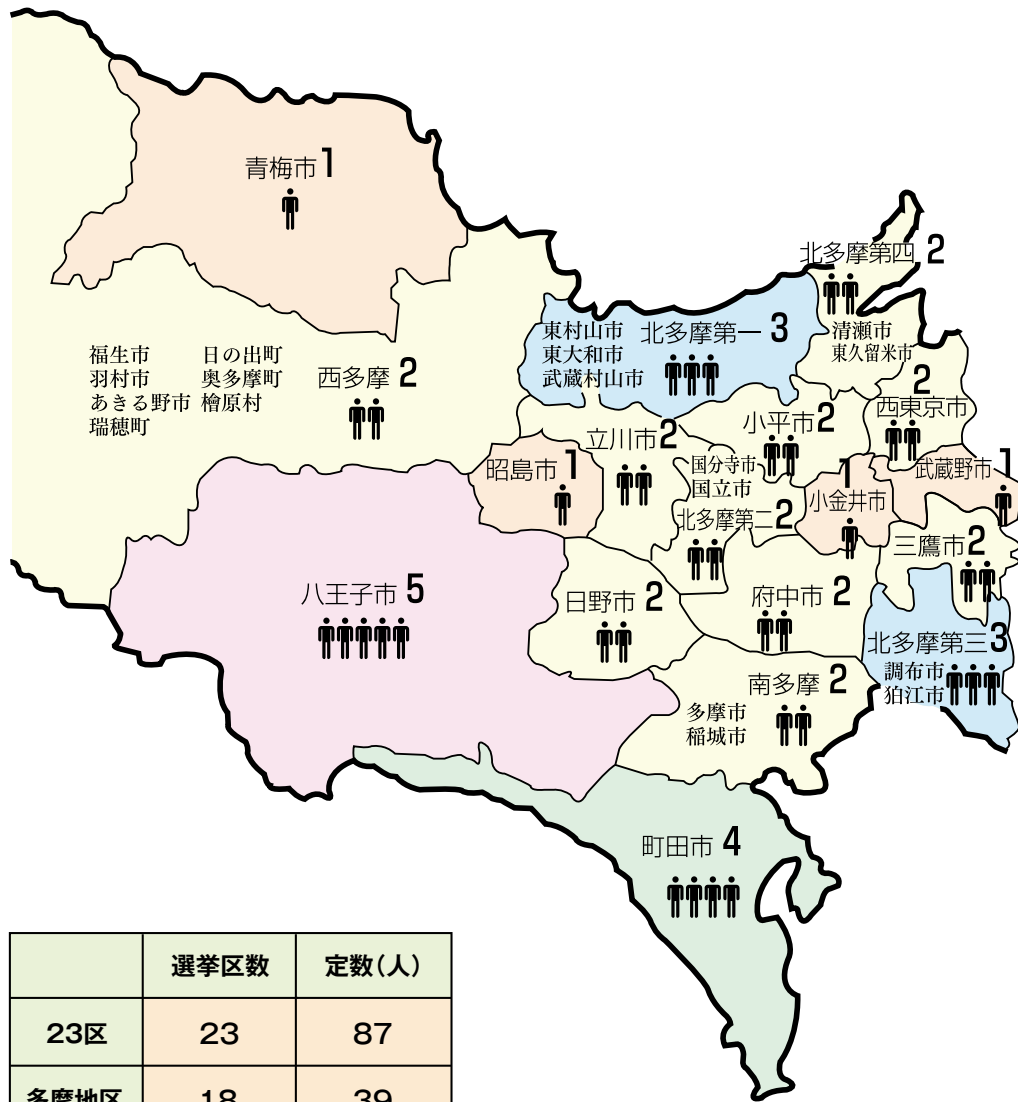 青梅市 1
北多摩第四 2
清瀬市
東久留米市
東村山市
東大和市
武蔵村山市
北多摩第一 3
福生市
羽村市
あきる野市
瑞穂町
日の出町
奥多摩町
檜原村
西多摩 2
2
西東京市
立川市 2
小平市 2
昭島市 1
国分寺市
国立市
北多摩第二 2
1
小金井市
武蔵野市 1
三鷹市 2
八王子市 5
日野市 2
府中市 2
北多摩第三 3
調布市
狛江市
南多摩 2
多摩市
稲城市
町田市 4
選挙区数 定数(人)
23区 23 87
多摩地区 18 39